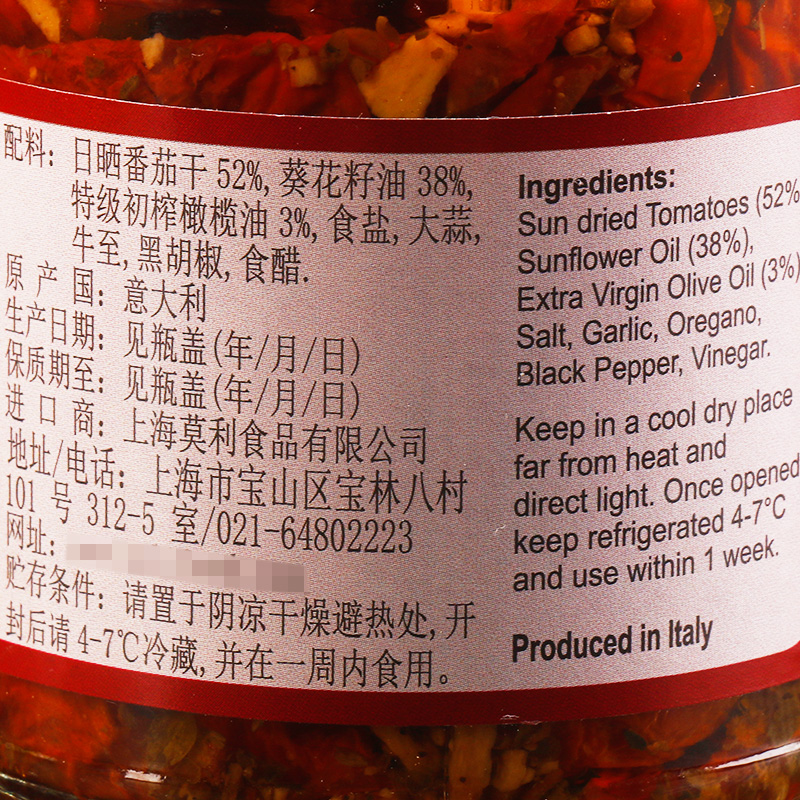 配料: 日晒番茄干 52%, 葵花籽油 38%,
特级初榨橄榄油 3%, 食盐, 大蒜,
牛至, 黑胡椒, 食醋.
原产国: 意大利
生产日期: 见瓶盖(年/月/日)
保质期至: 见瓶盖(年/月/日)
进口商: 上海莫利食品有限公司
地址/电话: 上海市宝山区宝林八村
101 号 312-5 室/021-64802223
网址:
贮存条件: 请置于阴凉干燥避热处, 开
封后请 4-7℃冷藏, 并在一周内食用。
Ingredients:
Sun dried Tomatoes (52%
Sunflower Oil (38%),
Extra Virgin Olive Oil (3%)
Salt, Garlic, Oregano,
Black Pepper, Vinegar.
Keep in a cool dry place
far from heat and
direct light. Once opened
keep refrigerated 4-7°C
and use within 1 week.
Produced in Italy